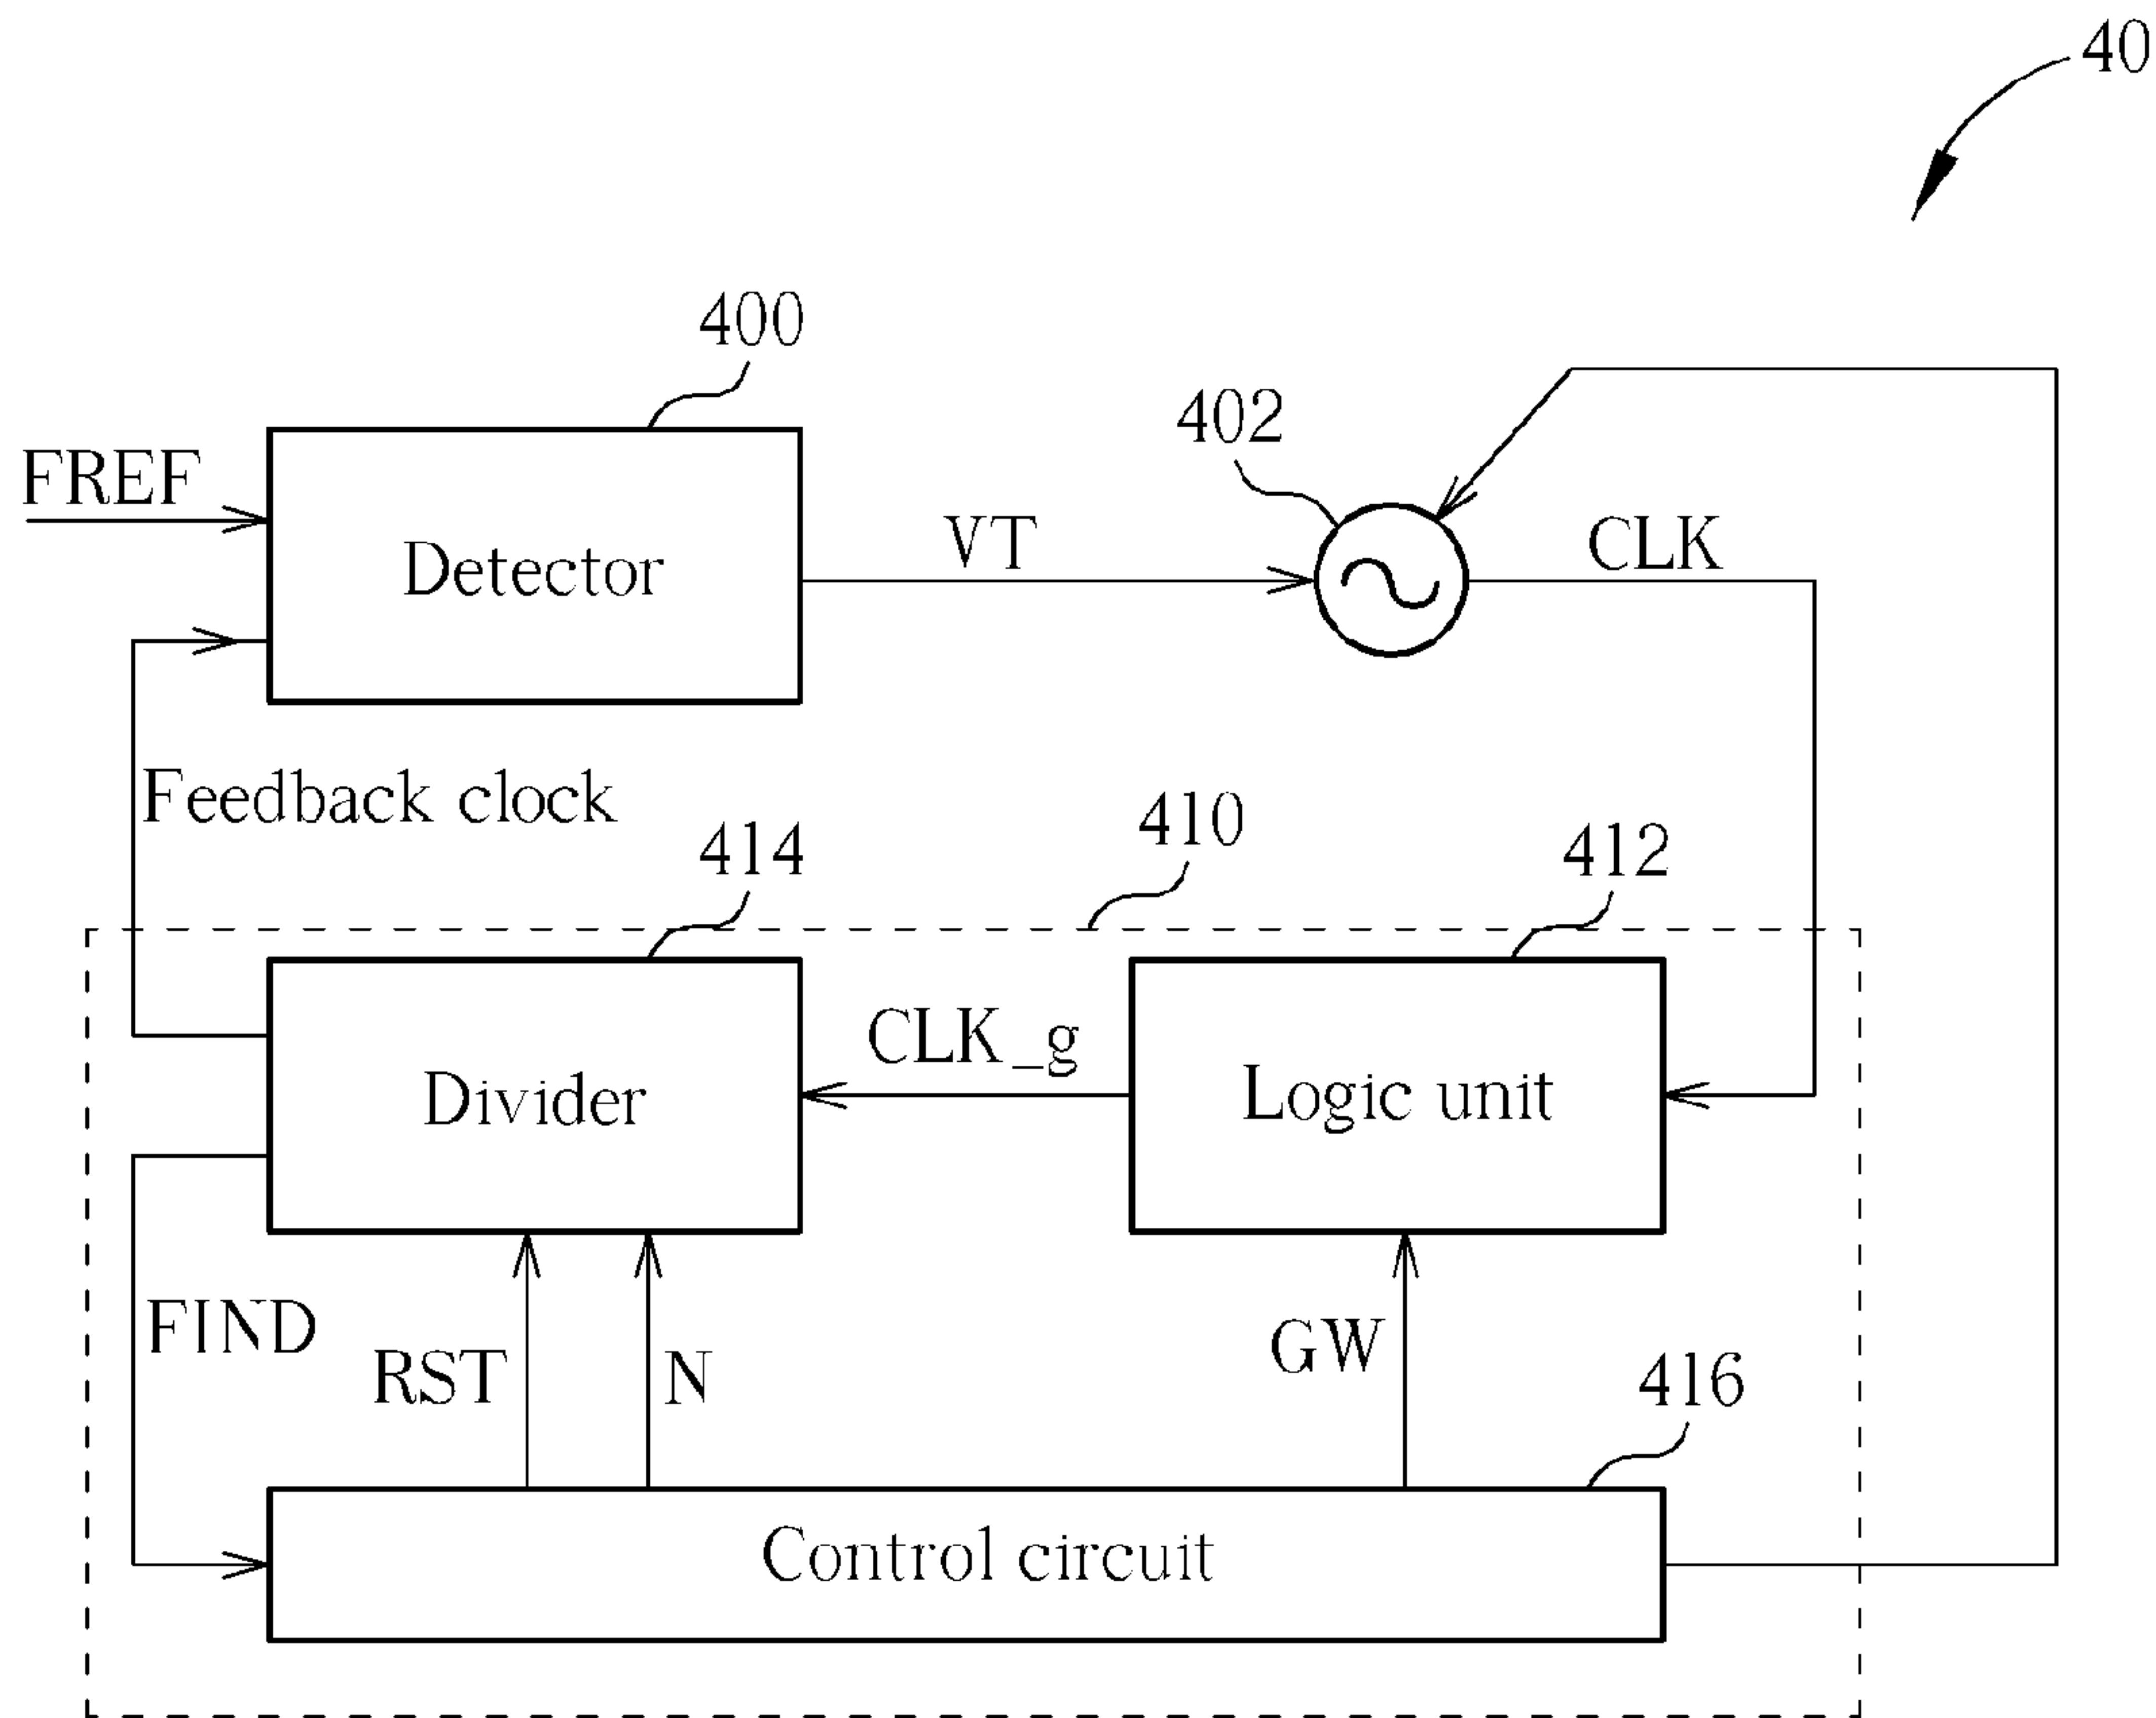 40
400
402
FREF
Detector
VT
CLK
Feedback clock
414
410
412
Divider
CLK_g
Logic unit
FIND
RST
N
GW
416
Control circuit